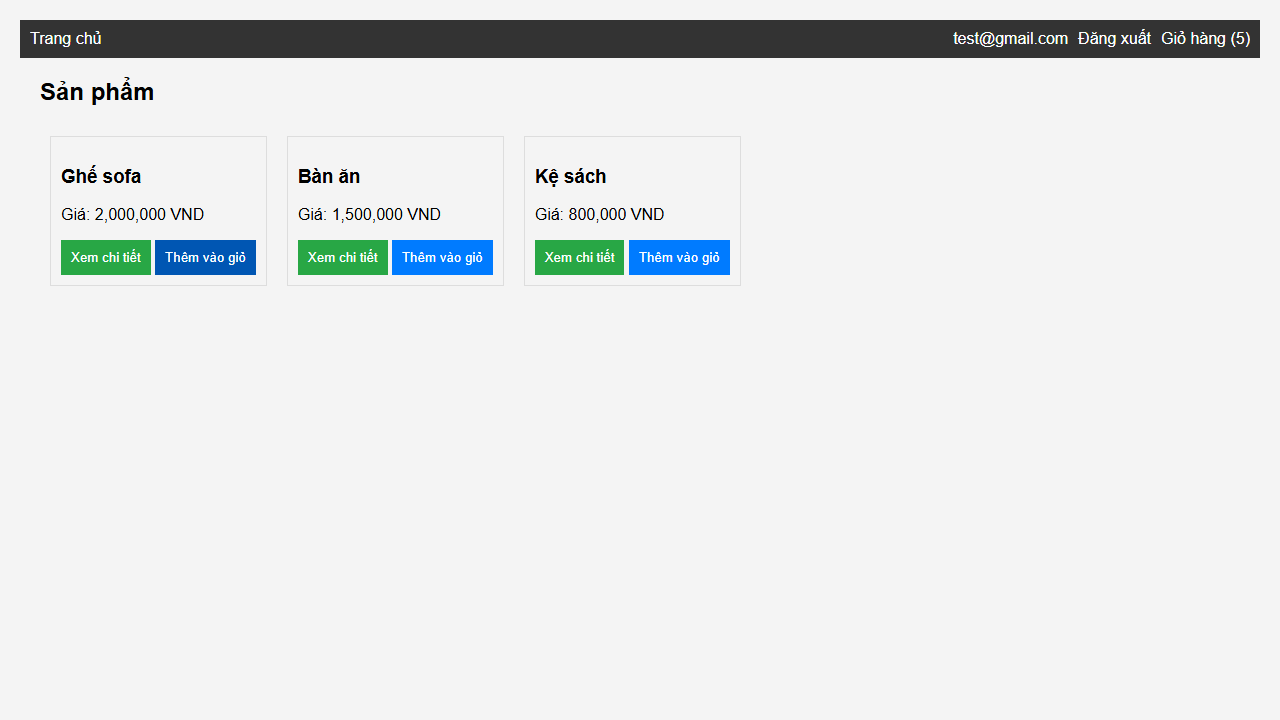 Trang chủ test@gmail.com Đăng xuất Giỏ hàng (5)
Sản phẩm
Ghế sofa
Giá: 2,000,000 VND
Xem chi tiết Thêm vào giỏ
Bàn ăn
Giá: 1,500,000 VND
Xem chi tiết Thêm vào giỏ
Kệ sách
Giá: 800,000 VND
Xem chi tiết Thêm vào giỏ